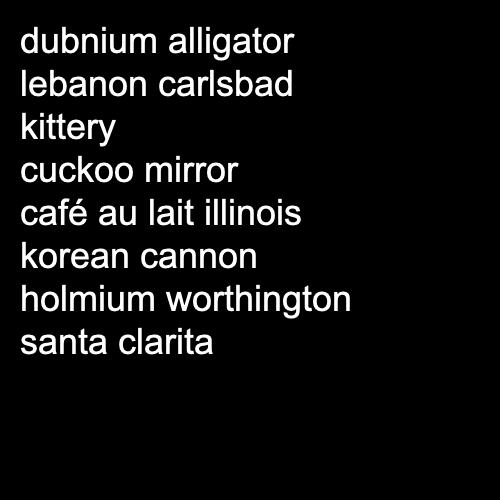 dubnium alligator
lebanon carlsbad
kittery
cuckoo mirror
café au lait illinois
korean cannon
holmium worthington
santa clarita